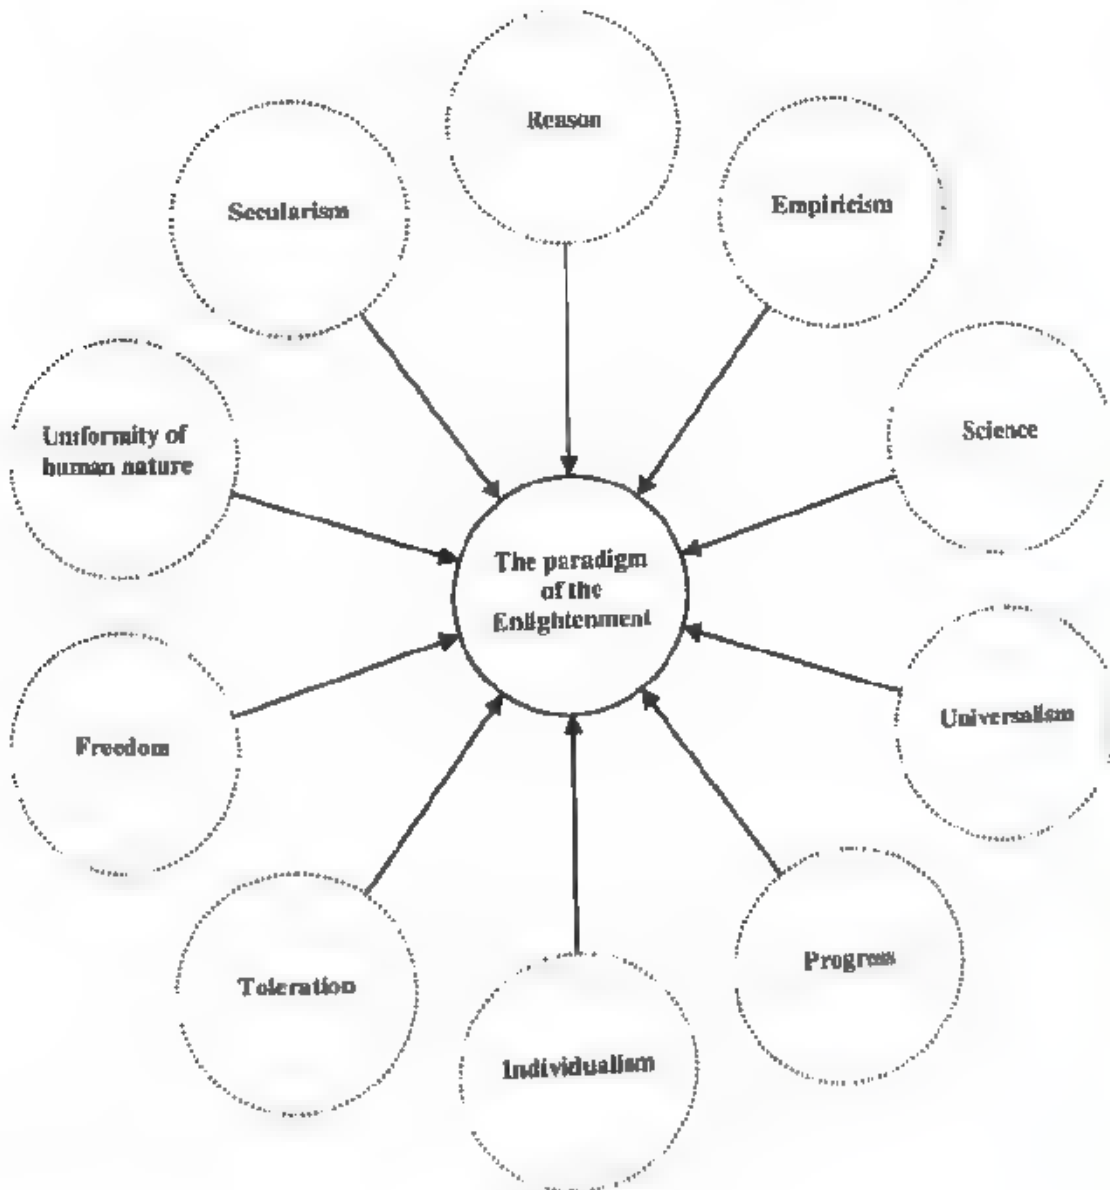 Reason
Secularism
Empiricism
Uniformity of
human nature
Science
The paradigm
of the
Enlightenment
Freedom
Universalism
Toleration
Progress
Individualism